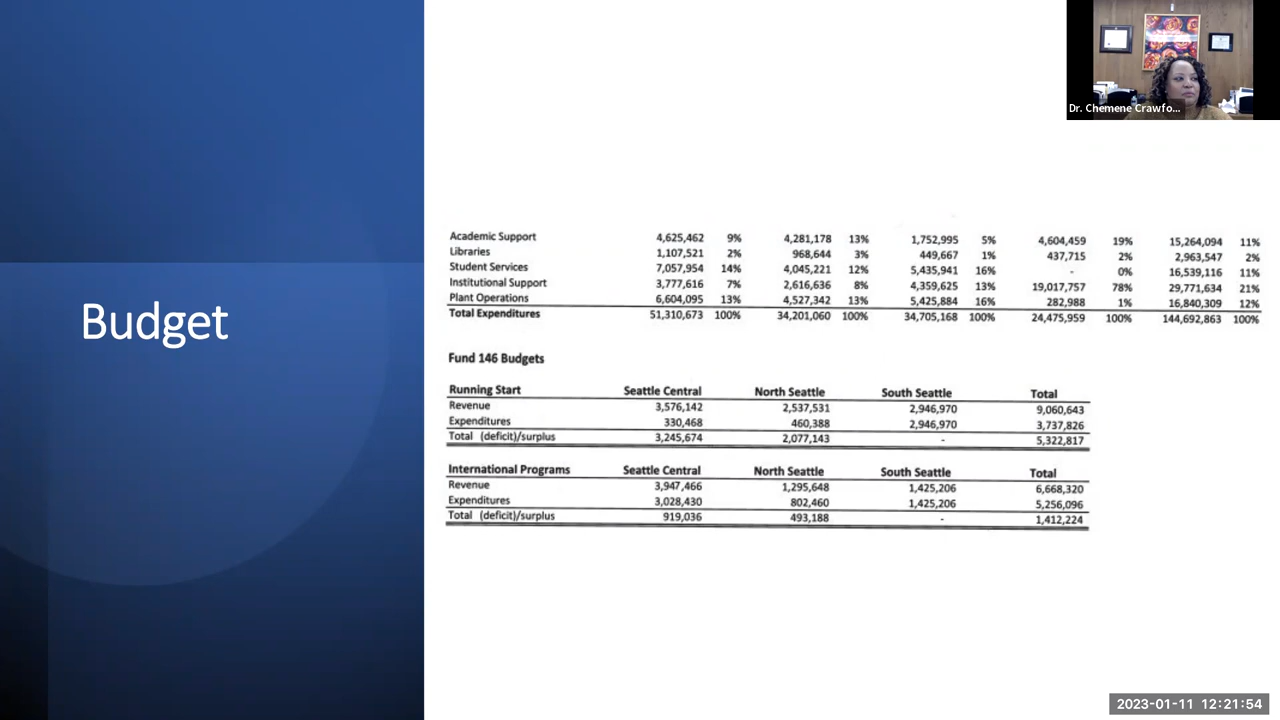 Dr. Chemene Crawfo...
Budget
Academic Support 4,625,462 9% 4,281,178 13% 1,752,995 5% 4,604,459 19% 15,264,094 11%
Libraries 1,107,521 2% 968,644 3% 449,667 1% 437,715 2% 2,963,547 2%
Student Services 7,057,954 14% 4,045,221 12% 5,435,941 16% - 0% 16,539,116 11%
Institutional Support 3,777,616 7% 2,616,636 8% 4,359,625 13% 19,017,757 78% 29,771,634 21%
Plant Operations 6,604,095 13% 4,527,342 13% 5,425,884 16% 282,988 1% 16,840,309 12%
Total Expenditures 51,310,673 100% 34,201,060 100% 34,705,168 100% 24,475,959 100% 144,692,863 100%
Fund 146 Budgets
Running Start Seattle Central North Seattle South Seattle Total
Revenue 3,576,142 2,537,531 2,946,970 9,060,643
Expenditures 330,468 460,388 2,946,970 3,737,826
Total (deficit)/surplus 3,245,674 2,077,143 - 5,322,817
International Programs Seattle Central North Seattle South Seattle Total
Revenue 3,947,466 1,295,648 1,425,206 6,668,320
Expenditures 3,028,430 802,460 1,425,206 5,256,096
Total (deficit)/surplus 919,036 493,188 - 1,412,224
2023-01-11 12:21:54